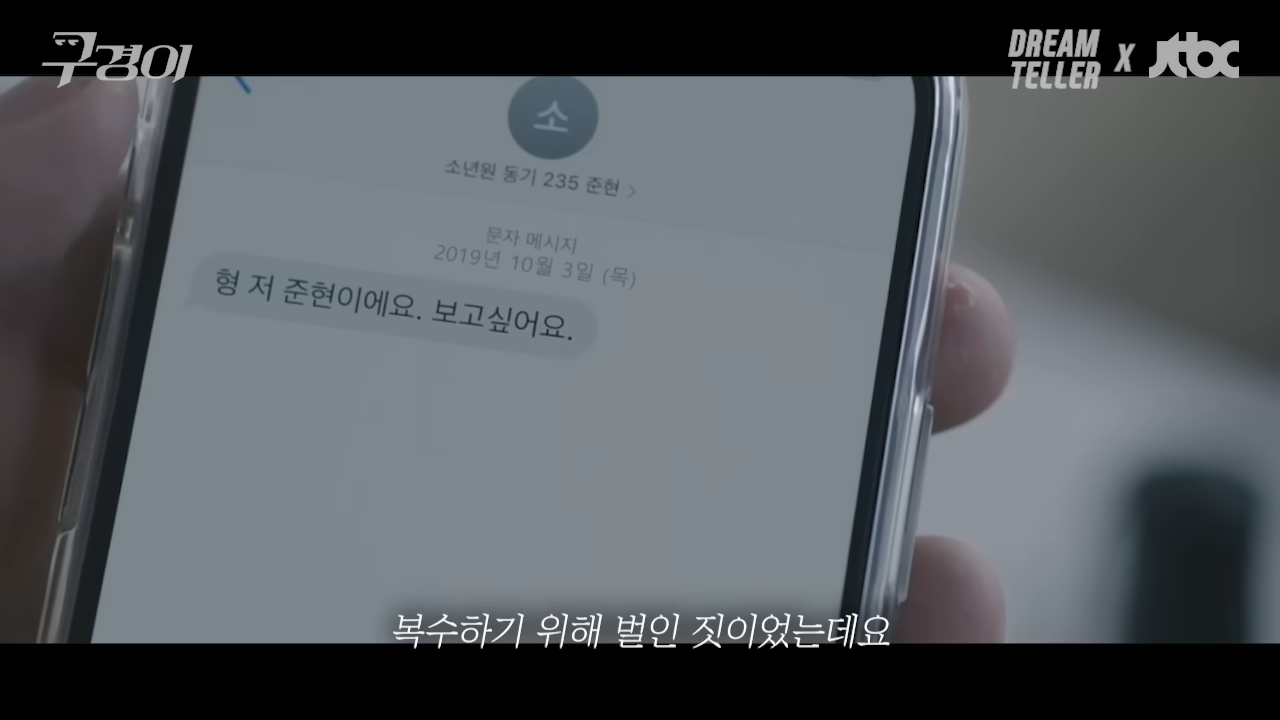 구경이
DREAM
TELLER
X
jtbc
소
소년원 동기 235 준현 >
문자 메시지
2019년 10월 3일 (목)
형 저 준현이에요. 보고싶어요.
복수하기 위해 벌인 짓이었는데요